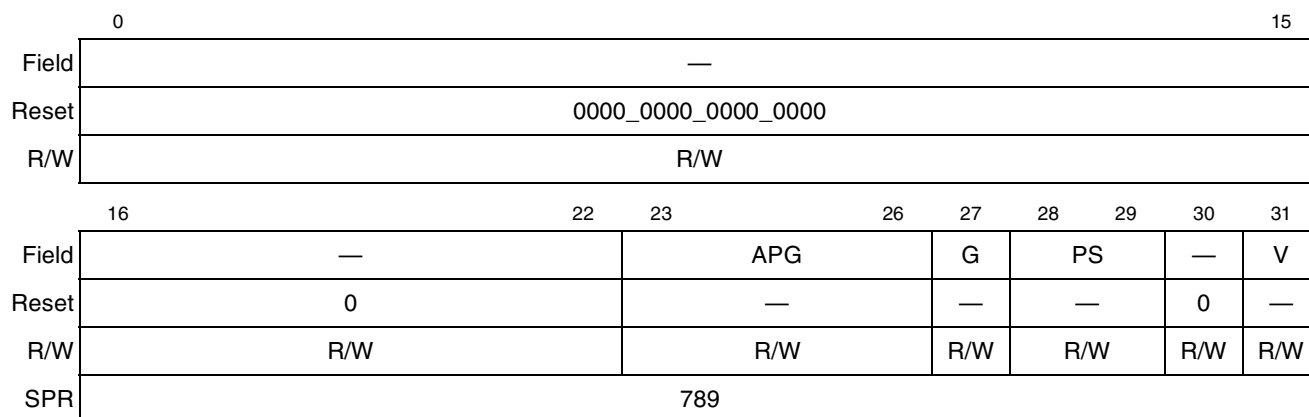 0 15
Field —
Reset 0000_0000_0000_0000
R/W R/W
16 22 23 26 27 28 29 30 31
Field — APG G PS — V
Reset 0 — — — 0 —
R/W R/W R/W R/W R/W R/W R/W
SPR 789